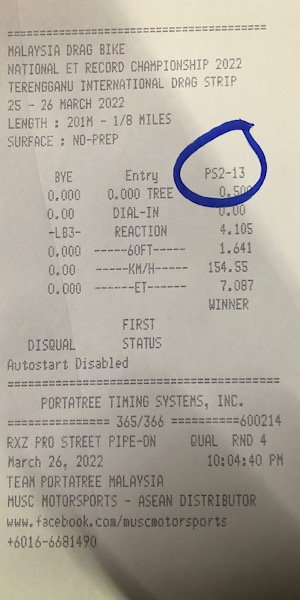 ==================================
MALAYSIA DRAG BIKE
NATIONAL ET RECORD CHAMPIONSHIP 2022
TERENGGANU INTERNATIONAL DRAG STRIP
25 - 26 MARCH 2022
LENGTH : 201M - 1/8 MILES
SURFACE : NO-PREP
BYE Entry PS2-13
0.000 0.000 TREE 0.500
0.00 DIAL-IN 0.00
-LB3- REACTION 4.105
0.000 ------60FT------ 1.641
0.00 ------KM/H------ 154.55
0.000 ------ET------ 7.087
WINNER
FIRST
DISQUAL STATUS
Autostart Disabled
==================================
PORTATREE TIMING SYSTEMS, INC.
================ 365/366 ==========600214
RXZ PRO STREET PIPE-ON QUAL RND 4
March 26, 2022 10:04:40 PM
TEAM PORTATREE MALAYSIA
MUSC MOTORSPORTS - ASEAN DISTRIBUTOR
www.facebook.com/muscmotorsports
+6016-6681490